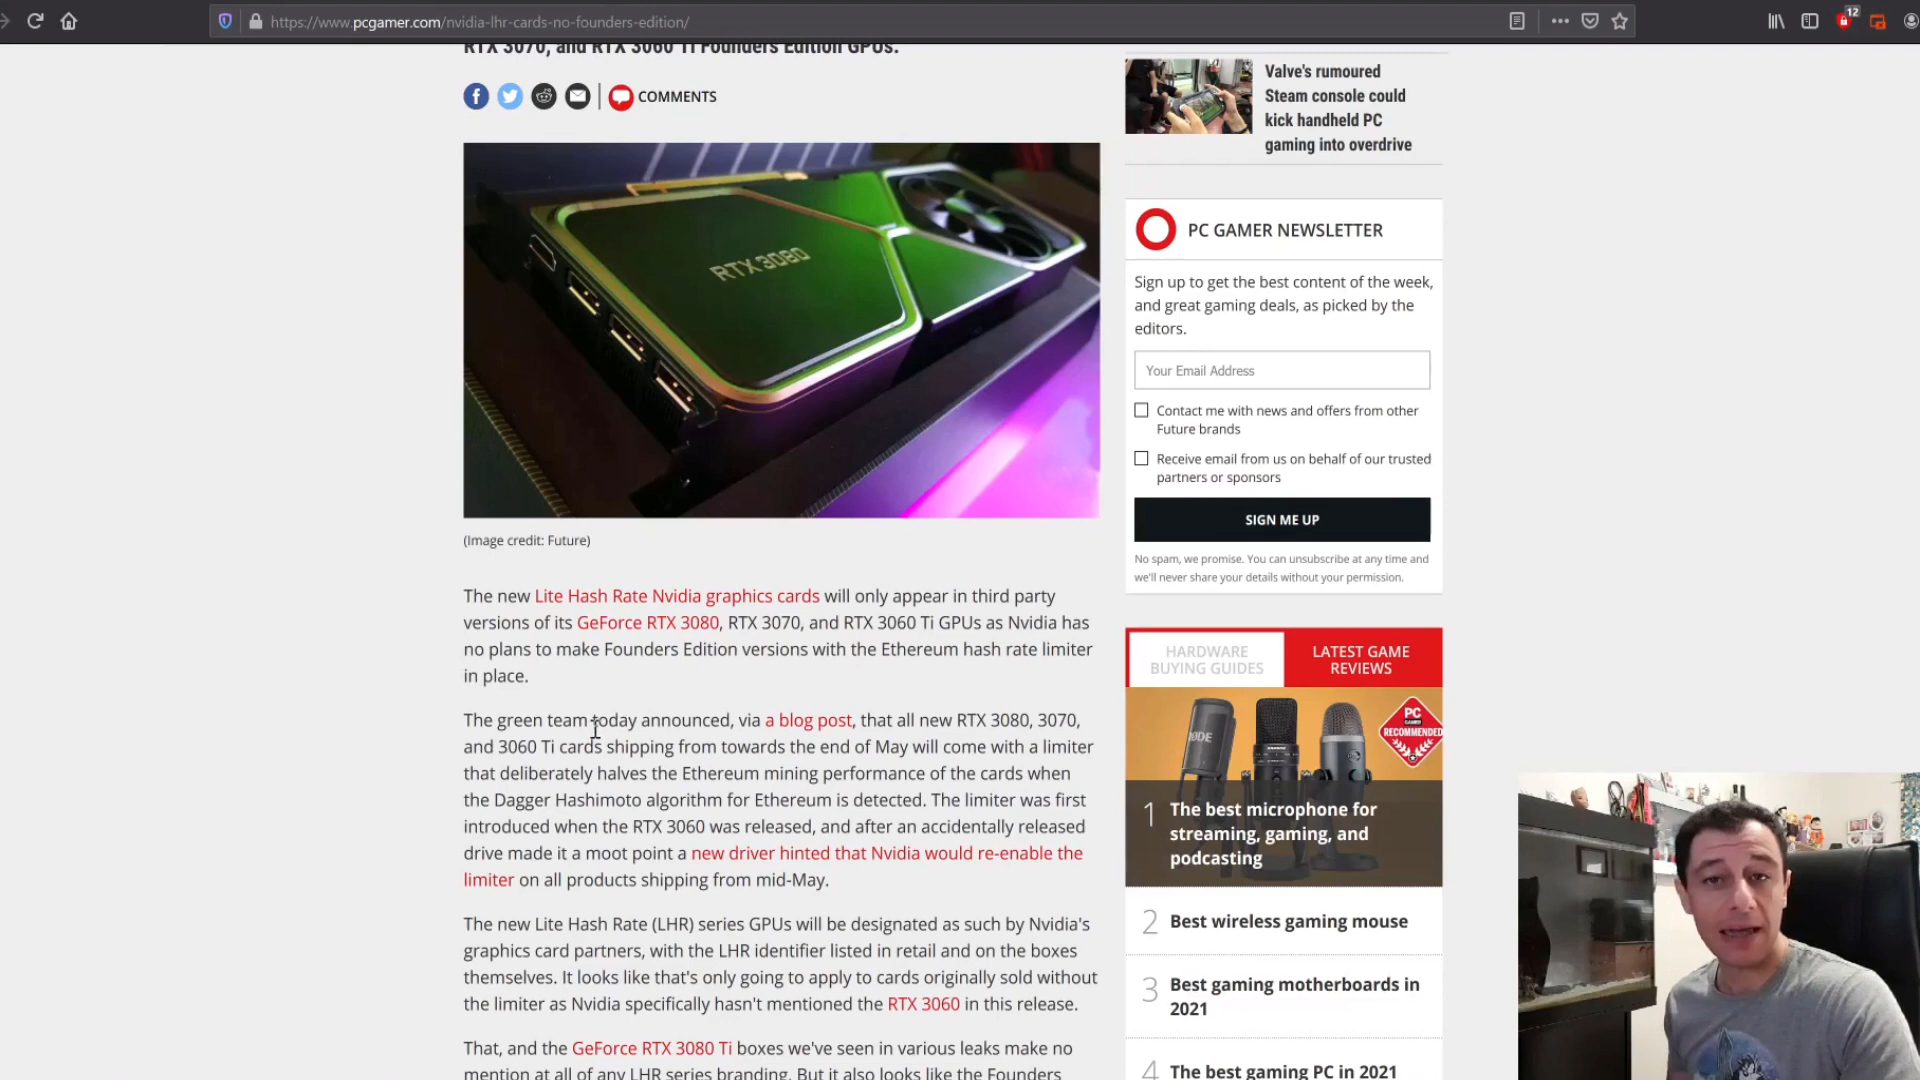 https://www.pcgamer.com/nvidia-lhr-cards-no-founders-edition/
12
RTX 3070, and RTX 3060 Ti Founders Edition GPUs.
COMMENTS
RTX 3080
(Image credit: Future)
The new Lite Hash Rate Nvidia graphics cards will only appear in third party
versions of its GeForce RTX 3080, RTX 3070, and RTX 3060 Ti GPUs as Nvidia has
no plans to make Founders Edition versions with the Ethereum hash rate limiter
in place.
The green team today announced, via a blog post, that all new RTX 3080, 3070,
and 3060 Ti cards shipping from towards the end of May will come with a limiter
that deliberately halves the Ethereum mining performance of the cards when
the Dagger Hashimoto algorithm for Ethereum is detected. The limiter was first
introduced when the RTX 3060 was released, and after an accidentally released
drive made it a moot point a new driver hinted that Nvidia would re-enable the
limiter on all products shipping from mid-May.
The new Lite Hash Rate (LHR) series GPUs will be designated as such by Nvidia's
graphics card partners, with the LHR identifier listed in retail and on the boxes
themselves. It looks like that's only going to apply to cards originally sold without
the limiter as Nvidia specifically hasn't mentioned the RTX 3060 in this release.
That, and the GeForce RTX 3080 Ti boxes we've seen in various leaks make no
mention at all of any LHR series branding. But it also looks like the Founders
Valve's rumoured
Steam console could
kick handheld PC
gaming into overdrive
PC GAMER NEWSLETTER
Sign up to get the best content of the week,
and great gaming deals, as picked by the
editors.
Your Email Address
Contact me with news and offers from other
Future brands
Receive email from us on behalf of our trusted
partners or sponsors
SIGN ME UP
No spam, we promise. You can unsubscribe at any time and
we'll never share your details without your permission.
HARDWARE
BUYING GUIDES
LATEST GAME
REVIEWS
RODE
PC
GAMER
RECOMMENDED
1 The best microphone for
streaming, gaming, and
podcasting
2 Best wireless gaming mouse
3 Best gaming motherboards in
2021
4 The best gaming PC in 2021